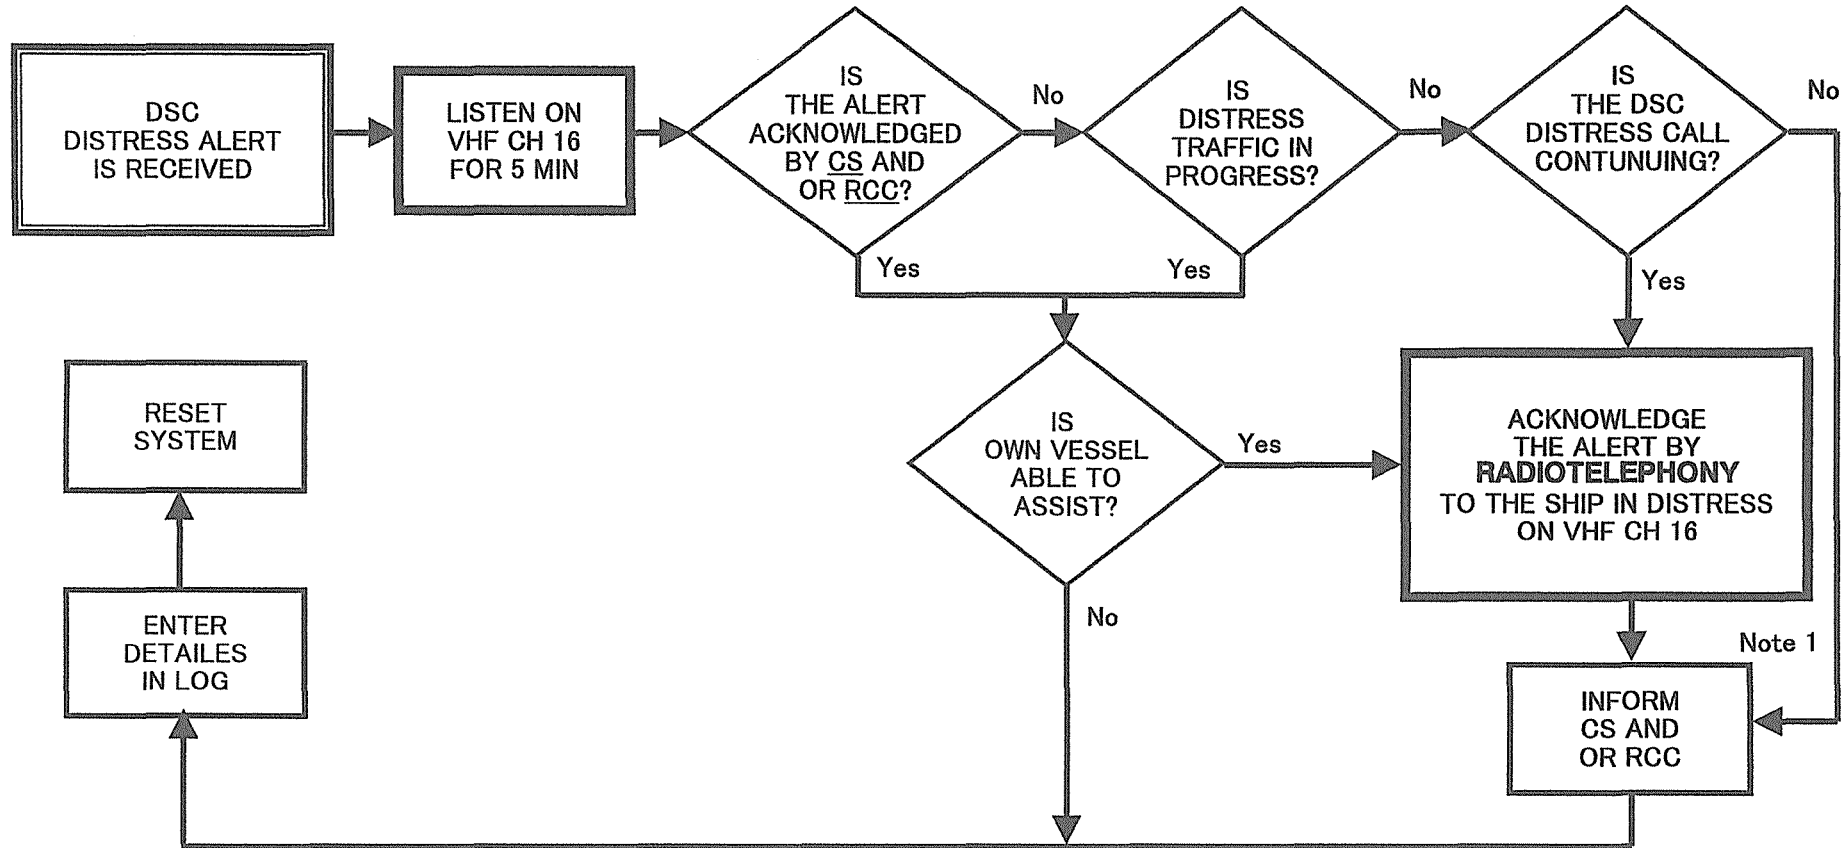 DSC
DISTRESS ALERT
IS RECEIVED
LISTEN ON
VHF CH 16
FOR 5 MIN
IS
THE ALERT
ACKNOWLEDGED
BY CS AND
OR RCC?
No
Yes
IS
DISTRESS
TRAFFIC IN
PROGRESS?
No
Yes
IS
THE DSC
DISTRESS CALL
CONTUNUING?
No
Yes
IS
OWN VESSEL
ABLE TO
ASSIST?
Yes
No
ACKNOWLEDGE
THE ALERT BY
RADIOTELEPHONY
TO THE SHIP IN DISTRESS
ON VHF CH 16
Note 1
INFORM
CS AND
OR RCC
RESET
SYSTEM
ENTER
DETAILES
IN LOG